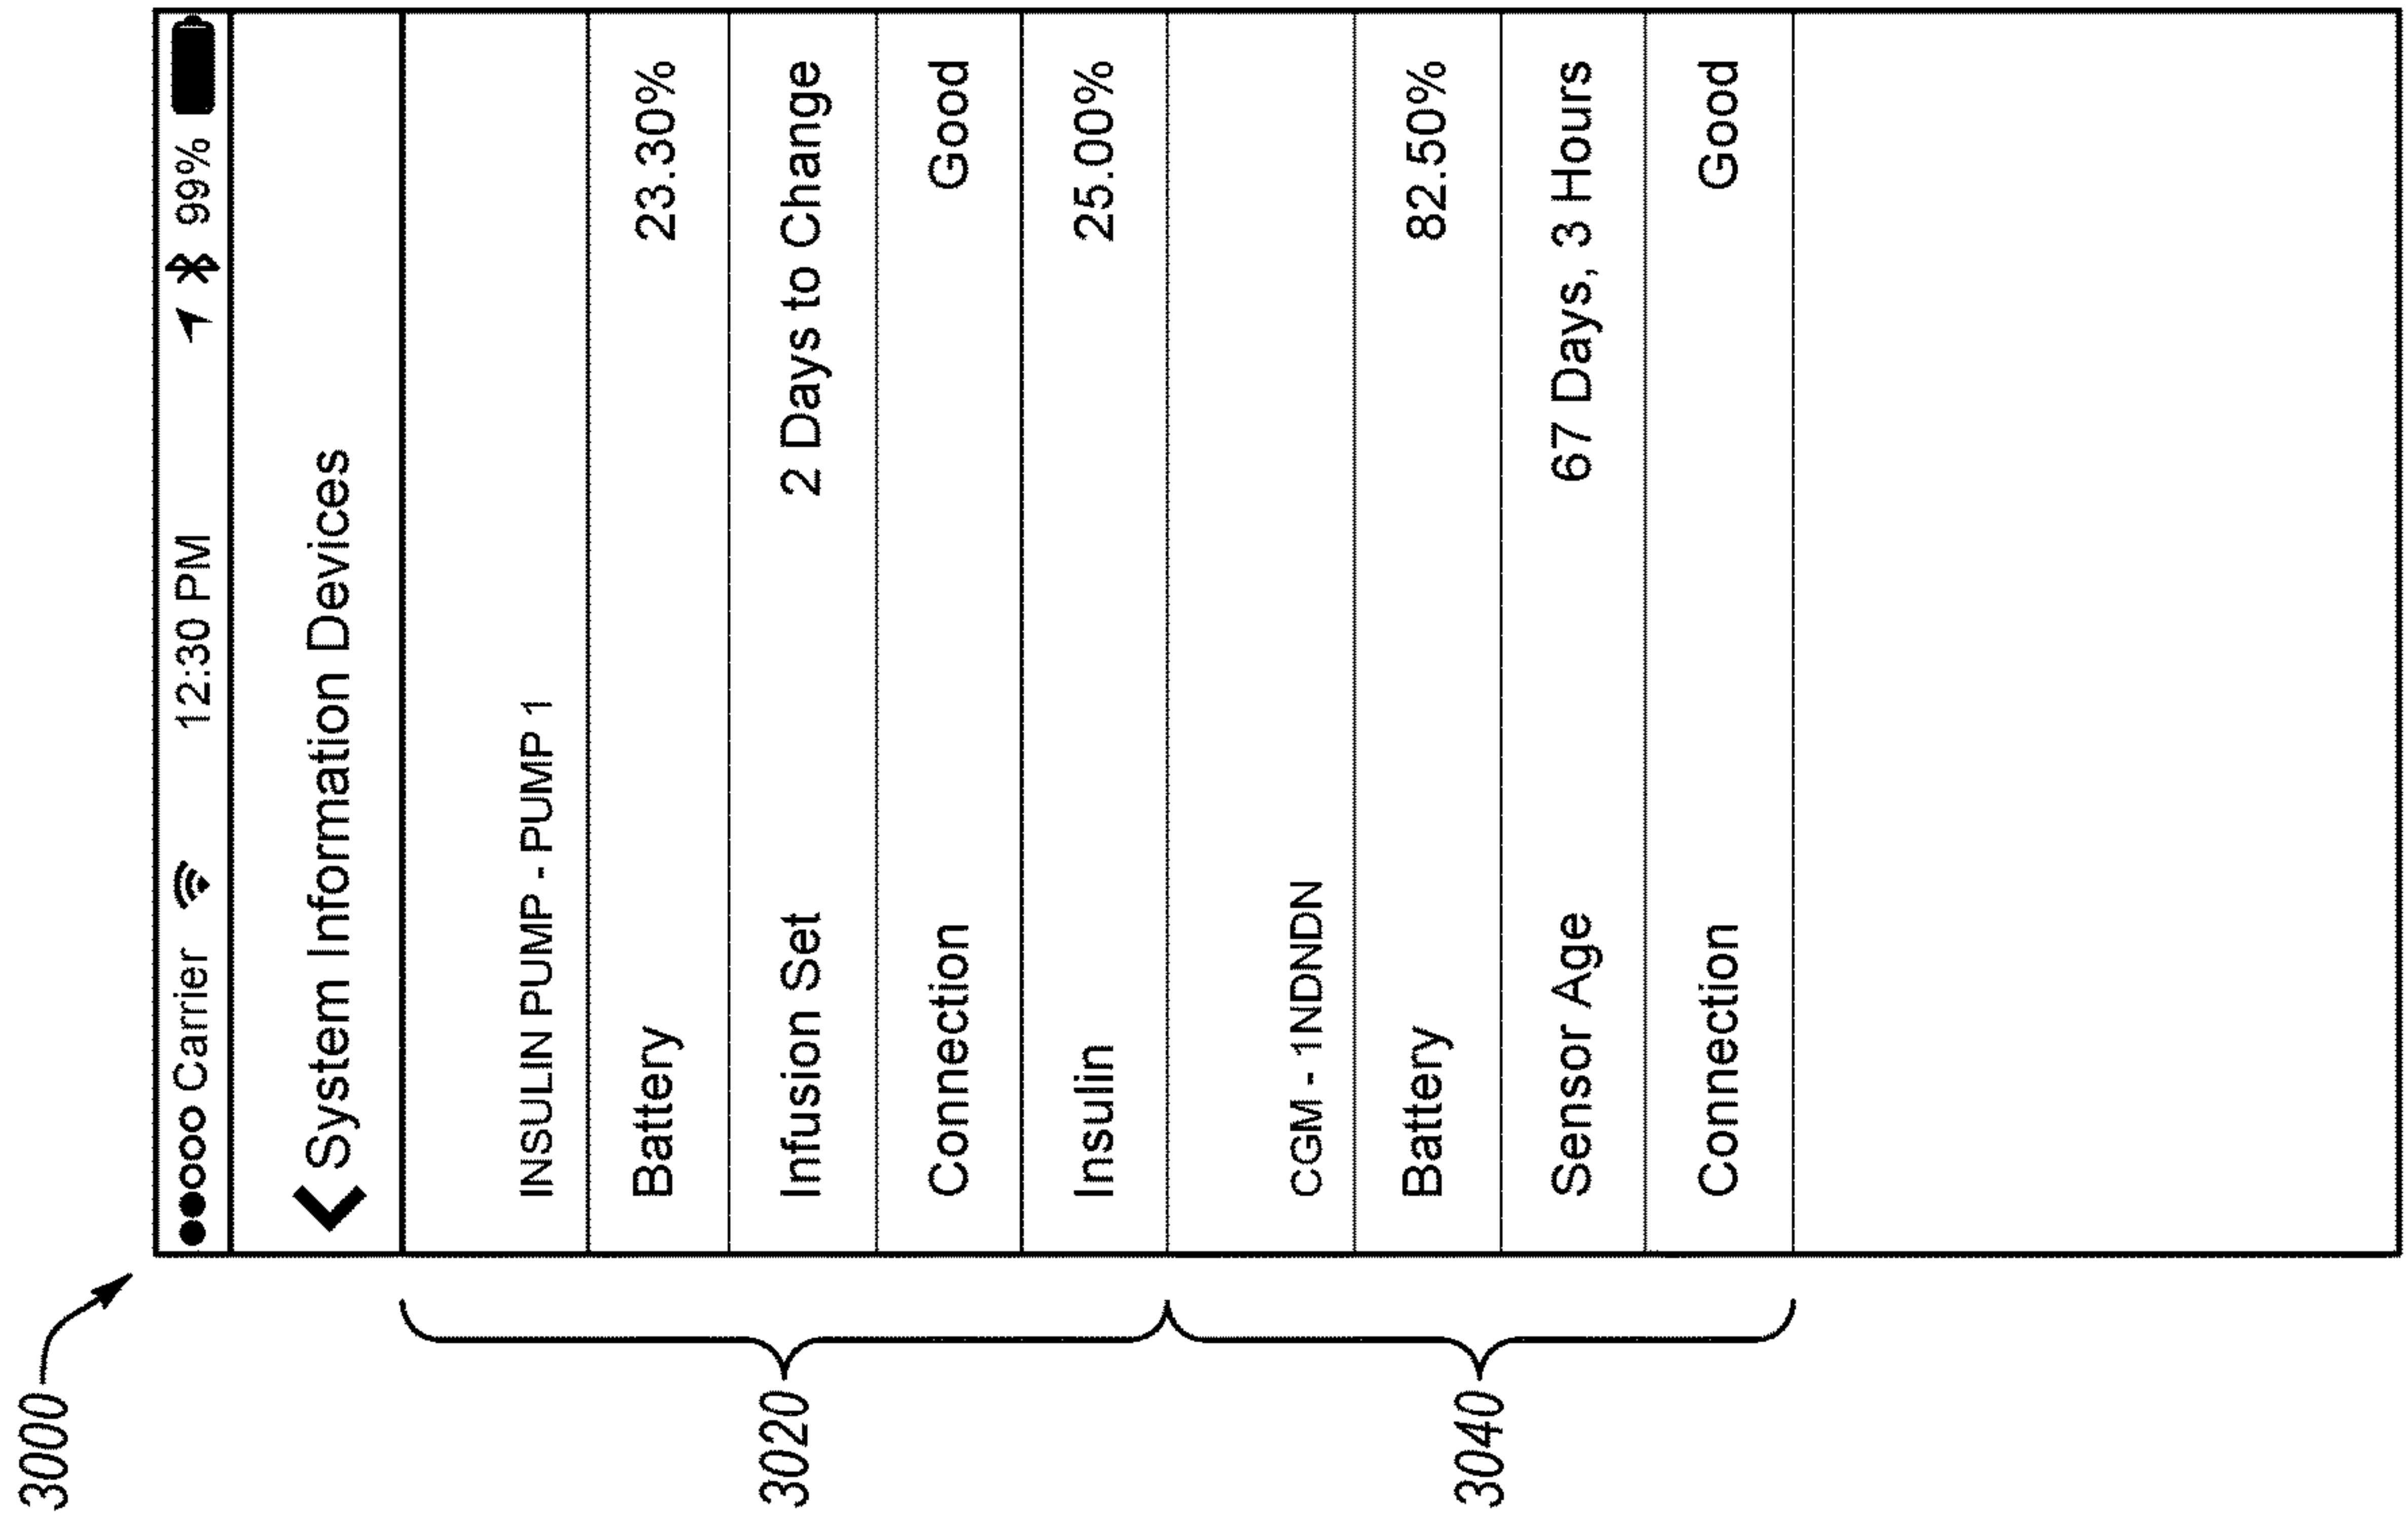 3000
Carrier 12:30 PM 99%
System Information Devices
INSULIN PUMP - PUMP 1
Battery 23.30%
Infusion Set 2 Days to Change
Connection Good
Insulin 25.00%
3020
CGM - 1NDNDN
Battery 82.50%
Sensor Age 67 Days, 3 Hours
Connection Good
3040